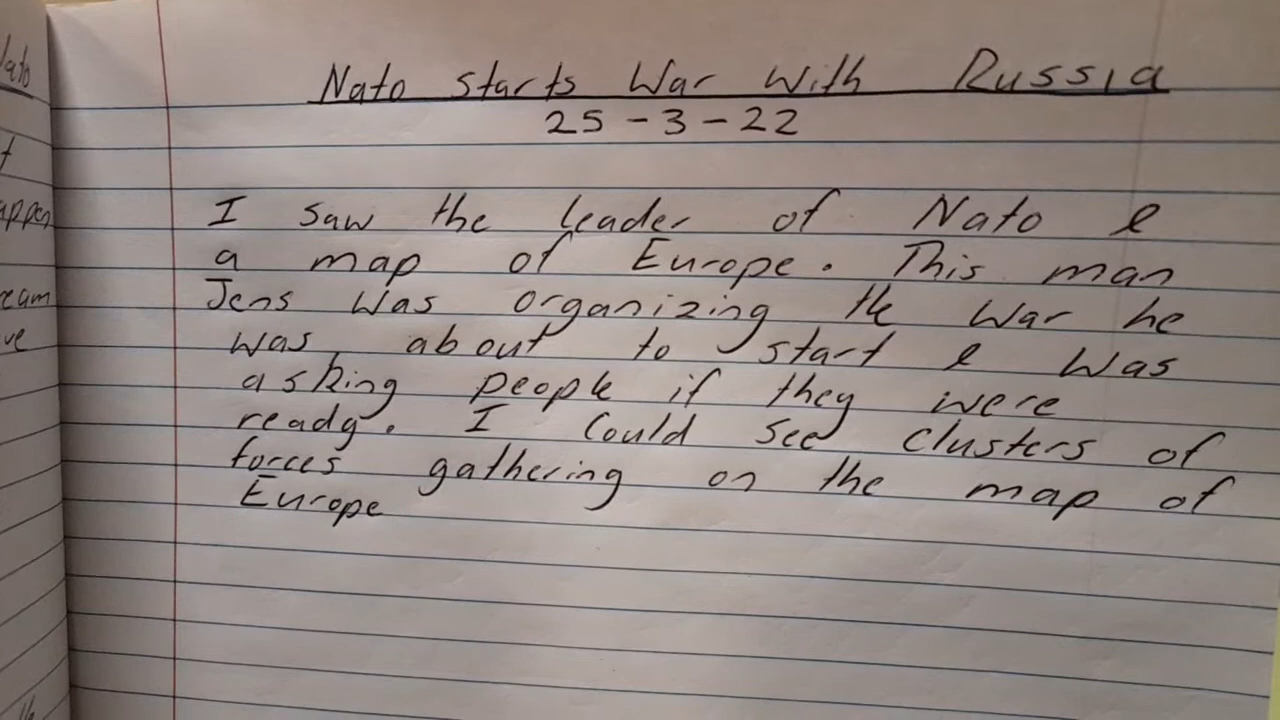 Nato starts War With Russia
25-3-22
I saw the leader of Nato &
a map of Europe. This man
Jens Was organizing the War he
was about to start & Was
asking people if they were
ready. I Could see clusters of
forces gathering on the map of
Europe